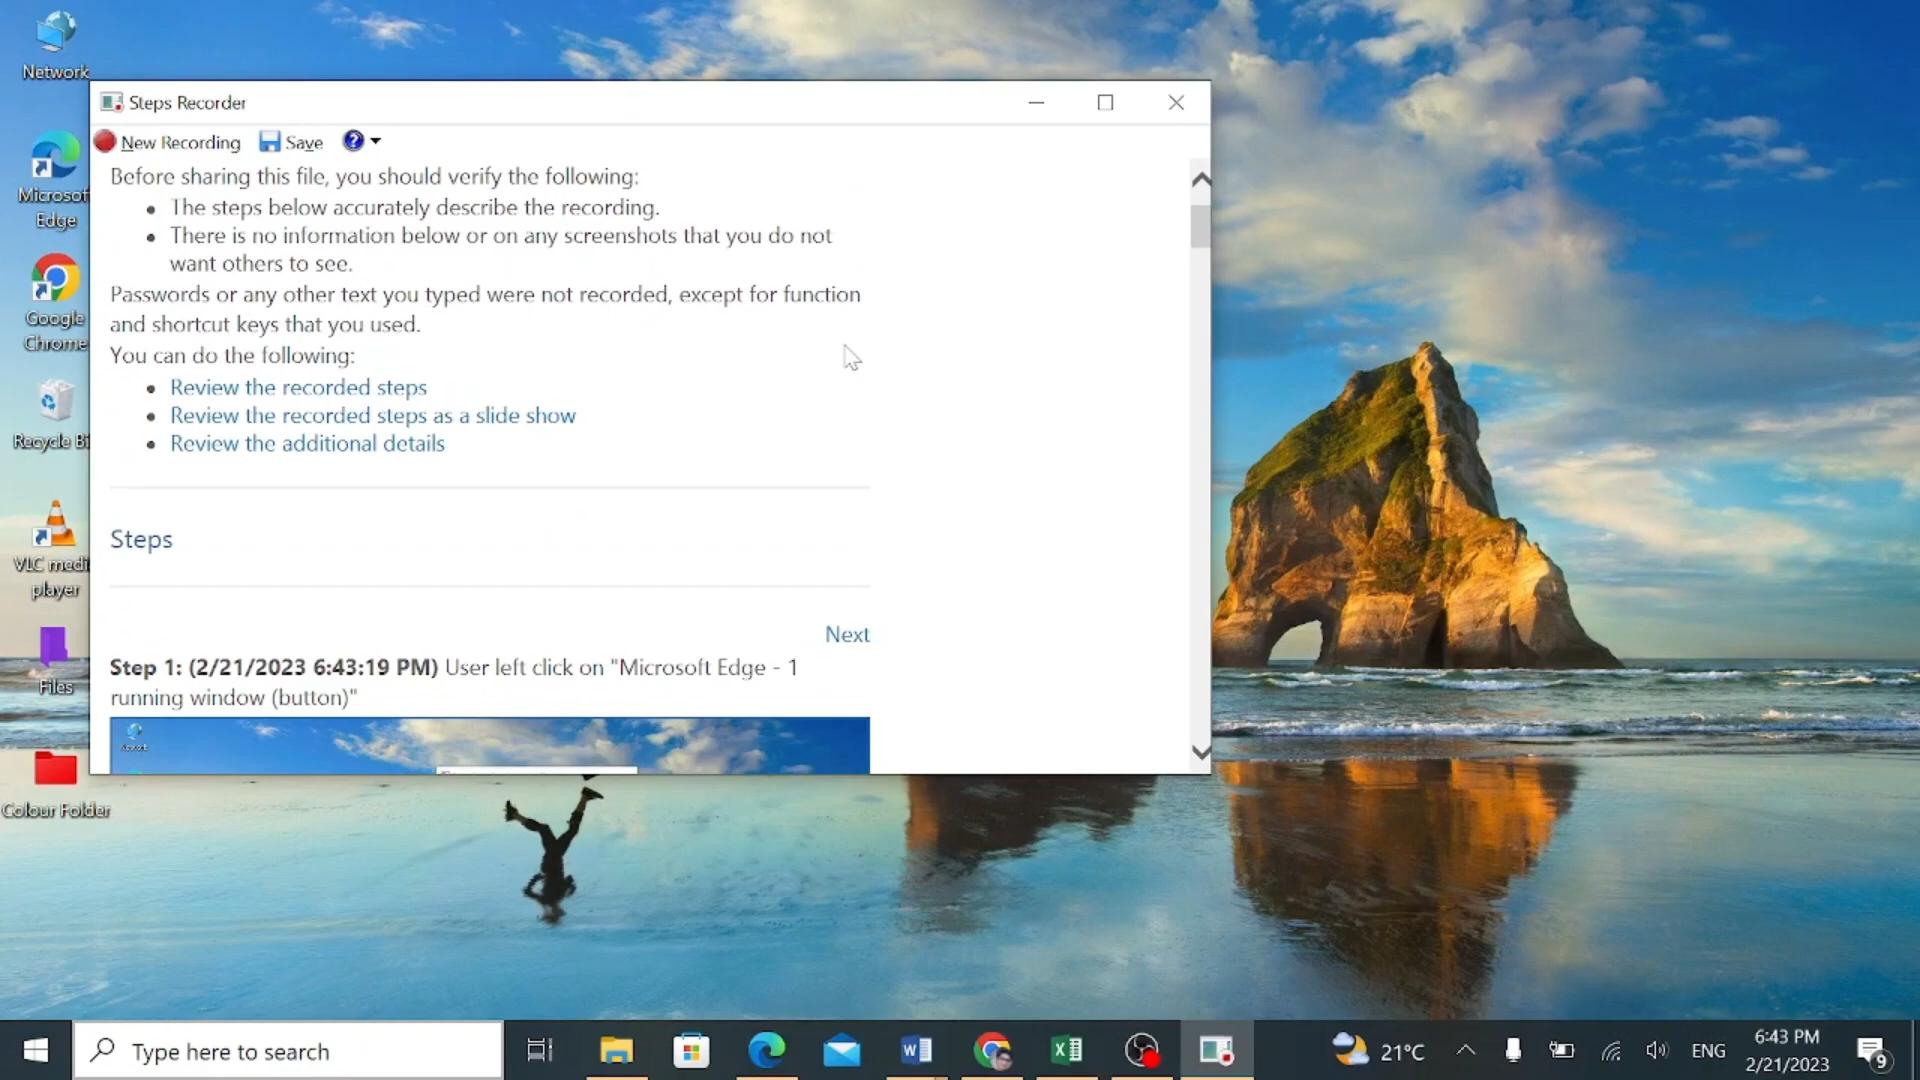 Network
Steps Recorder
New Recording Save
Before sharing this file, you should verify the following:
The steps below accurately describe the recording.
Microsof
Edge
There is no information below or on any screenshots that you do not
want others to see.
Passwords or any other text you typed were not recorded, except for function
and shortcut keys that you used.
Google
Chrome
You can do the following:
Review the recorded steps
Review the recorded steps as a slide show
Review the additional details
Recycle Bi
Steps
VLC medi
player
Next
Step 1: (2/21/2023 6:43:19 PM) User left click on "Microsoft Edge - 1
running window (button)"
Files
Colour Folder
Type here to search
21°C
ENG
6:43 PM
2/21/2023
9